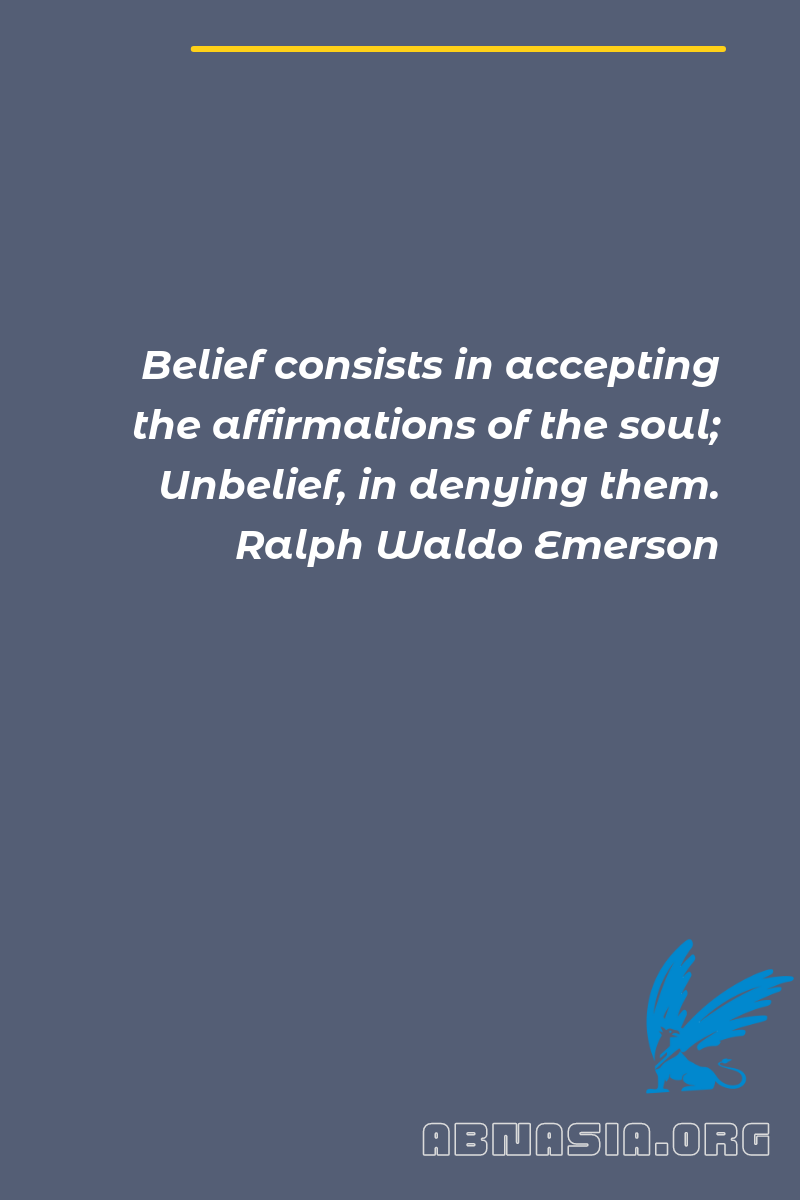 Belief consists in accepting
the affirmations of the soul;
Unbelief, in denying them.
Ralph Waldo Emerson
ABNASIA.ORG